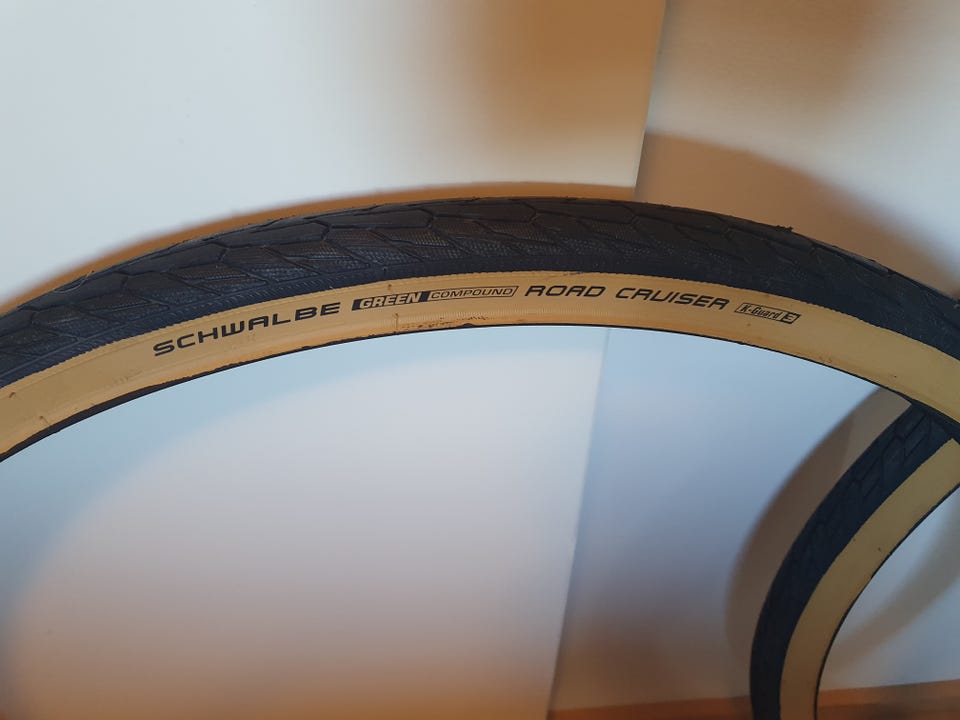 SCHWALBE GREEN COMPOUND ROAD CRUISER K-Guard 3